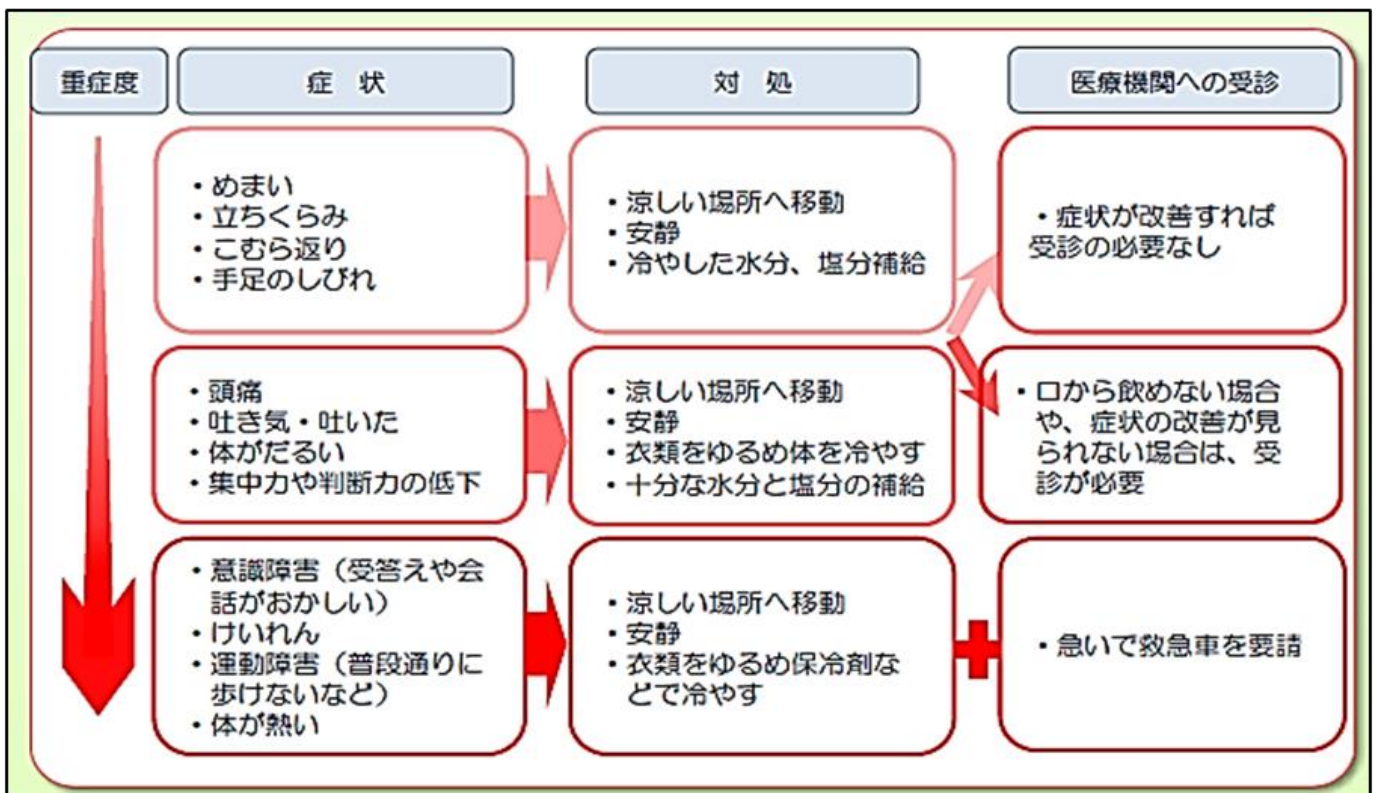 重症度
症 状
対 処
医療機関への受診
・めまい
・立ちくらみ
・こむら返り
・手足のしびれ
・涼しい場所へ移動
・安静
・冷やした水分、塩分補給
・症状が改善すれば
受診の必要なし
・頭痛
・吐き気・吐いた
・体がだるい
・集中力や判断力の低下
・涼しい場所へ移動
・安静
・衣類をゆるめ体を冷やす
・十分な水分と塩分の補給
・口から飲めない場合
や、症状の改善が見
られない場合は、受
診が必要
・意識障害（受答えや会
話がおかしい）
・けいれん
・運動障害（普段通りに
歩けないなど）
・体が熱い
・涼しい場所へ移動
・安静
・衣類をゆるめ保冷剤な
どで冷やす
・急いで救急車を要請